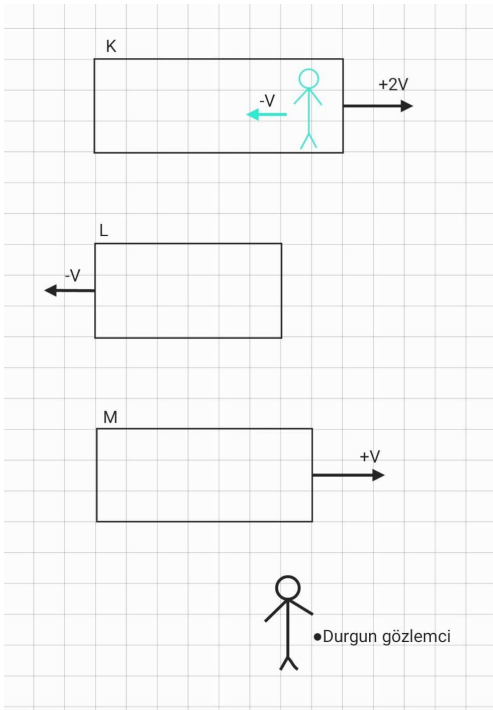 K
+2V
-V
L
-V
M
+V
•Durgun gözlemci